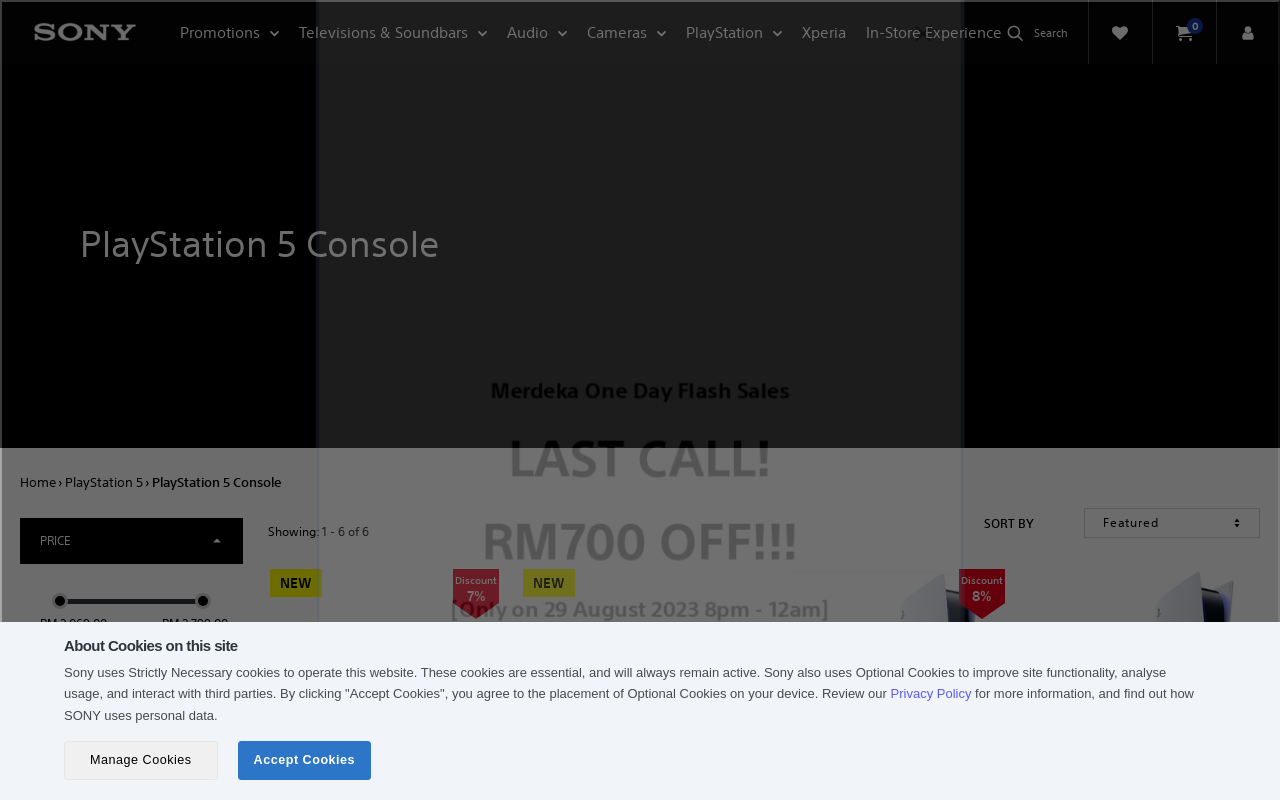 SONY
Promotions
Televisions & Soundbars
Audio
Cameras
PlayStation
Xperia
In-Store Experience
Search
0
PlayStation 5 Console
Merdeka One Day Flash Sales
LAST CALL!
RM700 OFF!!!
[Only on 29 August 2023 8pm - 12am]
Home › PlayStation 5 › PlayStation 5 Console
PRICE
Showing: 1 - 6 of 6
SORT BY
Featured
NEW
Discount
7%
NEW
Discount
8%
About Cookies on this site
Sony uses Strictly Necessary cookies to operate this website. These cookies are essential, and will always remain active. Sony also uses Optional Cookies to improve site functionality, analyse
usage, and interact with third parties. By clicking "Accept Cookies", you agree to the placement of Optional Cookies on your device. Review our Privacy Policy for more information, and find out how
SONY uses personal data.
Manage Cookies
Accept Cookies